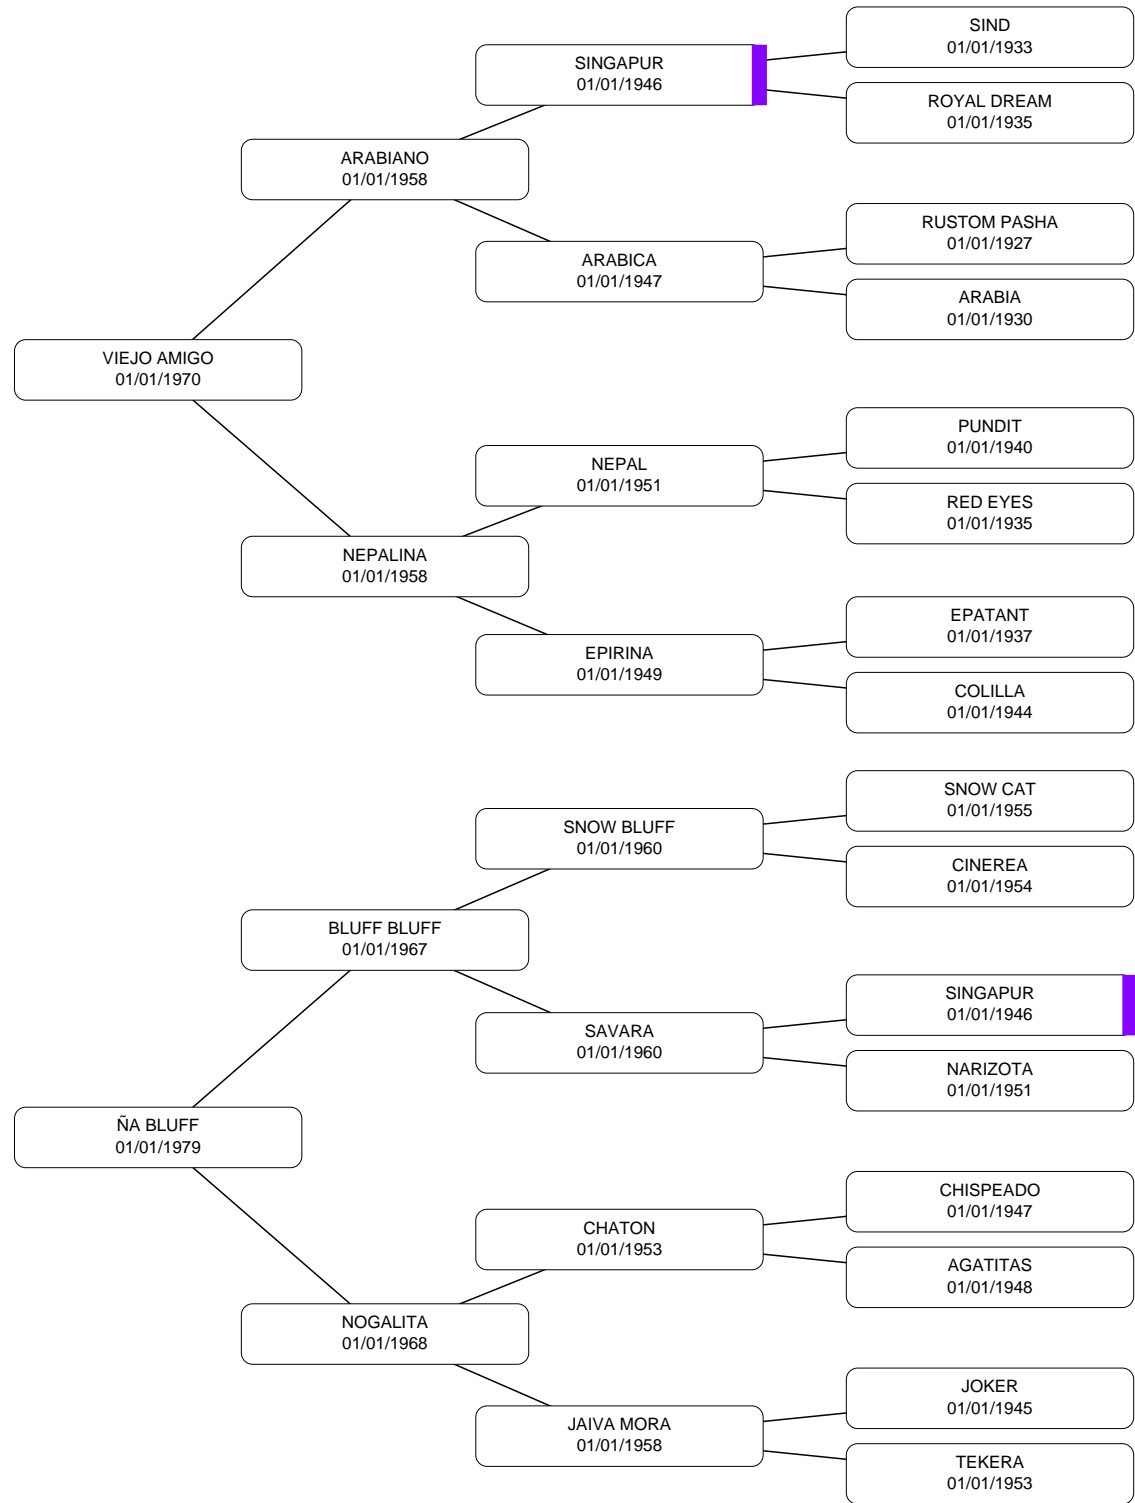 SIND
01/01/1933
SINGAPUR
01/01/1946
ROYAL DREAM
01/01/1935
ARABIANO
01/01/1958
RUSTOM PASHA
01/01/1927
ARABICA
01/01/1947
ARABIA
01/01/1930
VIEJO AMIGO
01/01/1970
PUNDIT
01/01/1940
NEPAL
01/01/1951
RED EYES
01/01/1935
NEPALINA
01/01/1958
EPATANT
01/01/1937
EPIRINA
01/01/1949
COLILLA
01/01/1944
SNOW CAT
01/01/1955
SNOW BLUFF
01/01/1960
CINEREA
01/01/1954
BLUFF BLUFF
01/01/1967
SINGAPUR
01/01/1946
SAVARA
01/01/1960
NARIZOTA
01/01/1951
ÑA BLUFF
01/01/1979
CHISPEADO
01/01/1947
CHATON
01/01/1953
AGATITAS
01/01/1948
NOGALITA
01/01/1968
JOKER
01/01/1945
JAIVA MORA
01/01/1958
TEKERA
01/01/1953